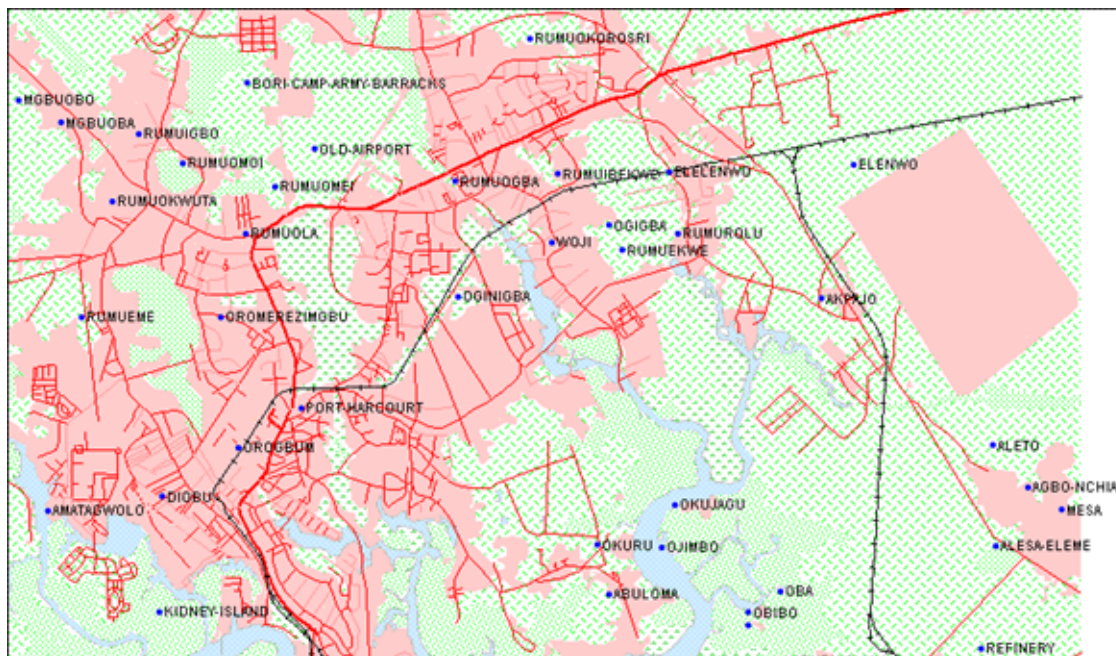 RUMUOKOROSRI
BORI-CAMP-ARMY-BARRACKS
MGBUOBO
MGBUOBA
RUMUIGBO
OLD-AIRPORT
RUMUOMOI
ELENWO
RUMUIBEKWE
ELELENWO
RUMUOGBA
RUMUOMEI
RUMUOKWUTA
OGIGBA
RUMUOLA
RUMUROLU
WOJI
RUMUEKWE
OGINIGBA
AKPAJO
RUMUEME
OROMEREZIMGBU
PORT-HARCOURT
OROGBUM
ALETO
AGBO-NCHIA
DIOBU
OKUJAGU
MESA
AMATAGWOLO
OKURU
OJIMBO
ALESA-ELEME
OBA
ABULOMA
KIDNEY-ISLAND
OBIBO
REFINERY